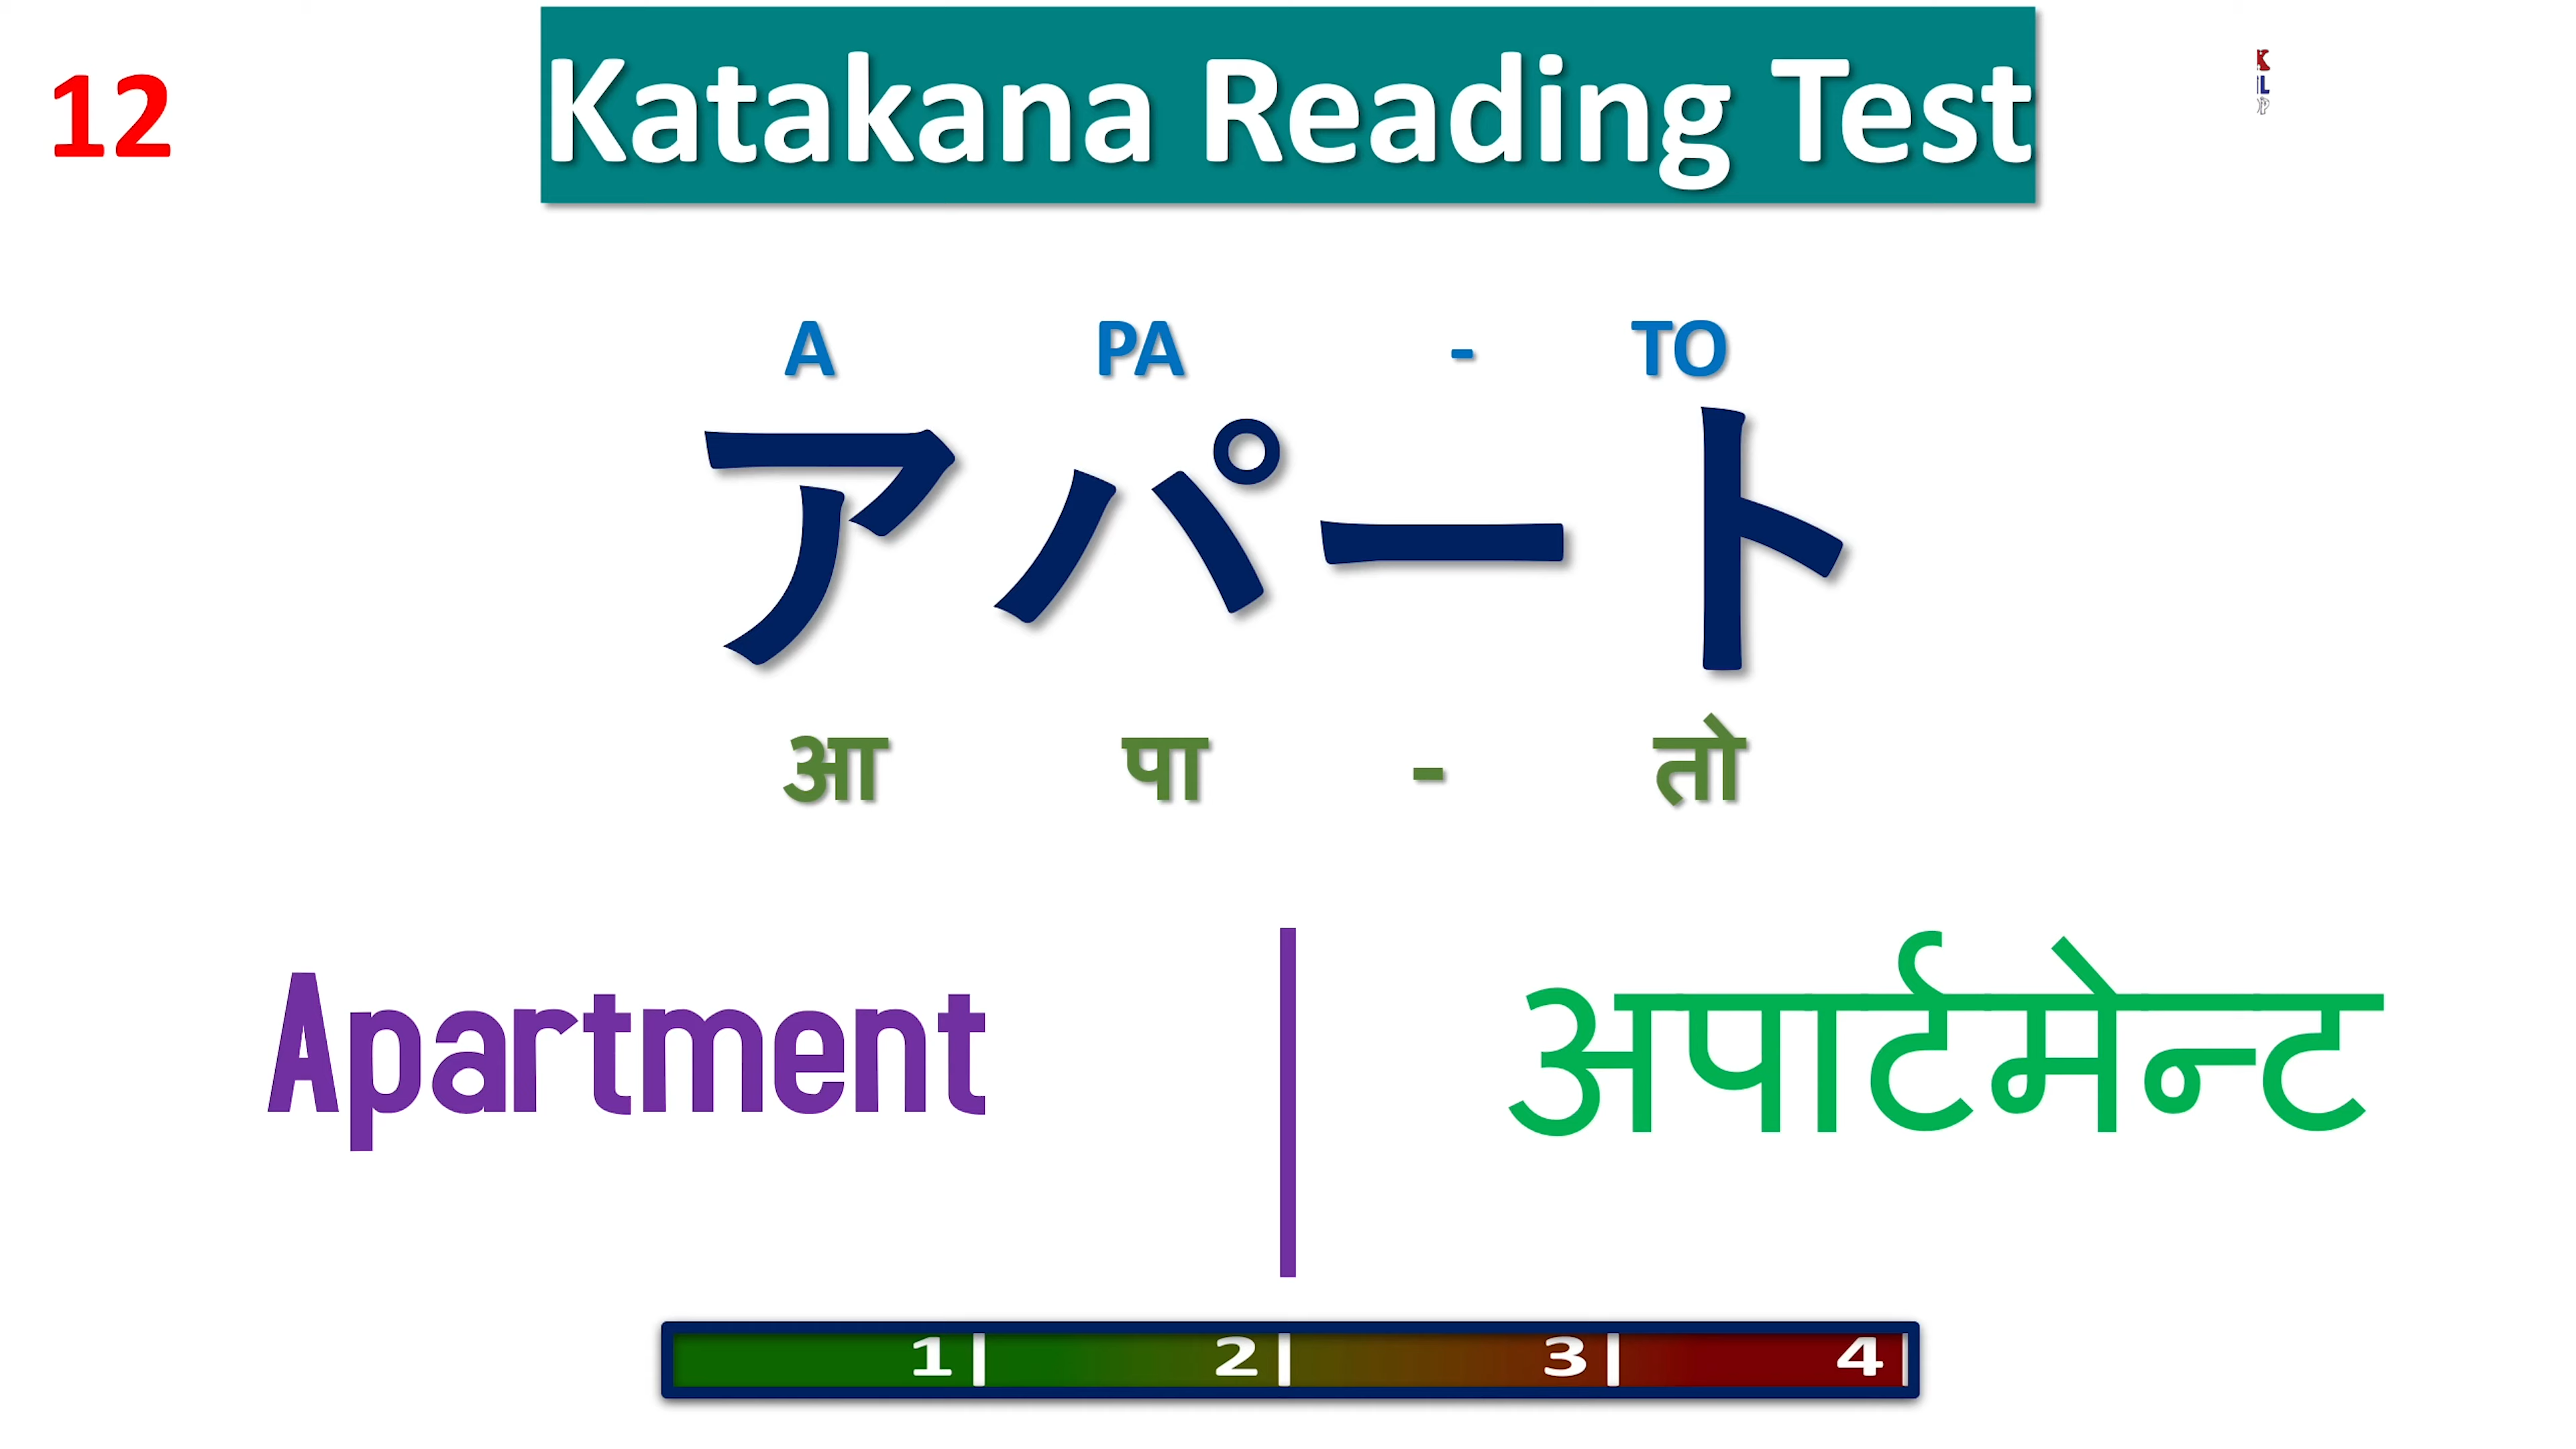 12
Katakana Reading Test
A PA - TO
アパート
आ पा - तो
Apartment
अपार्टमेन्ट
1 2 3 4